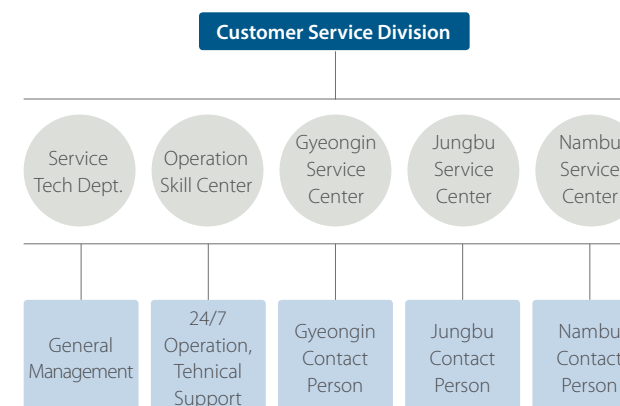 Customer Service Division
Service
Tech Dept.
Operation
Skill Center
Gyeongin
Service
Center
Jungbu
Service
Center
Nambu
Service
Center
General
Management
24/7
Operation,
Tehnical
Support
Gyeongin
Contact
Person
Jungbu
Contact
Person
Nambu
Contact
Person